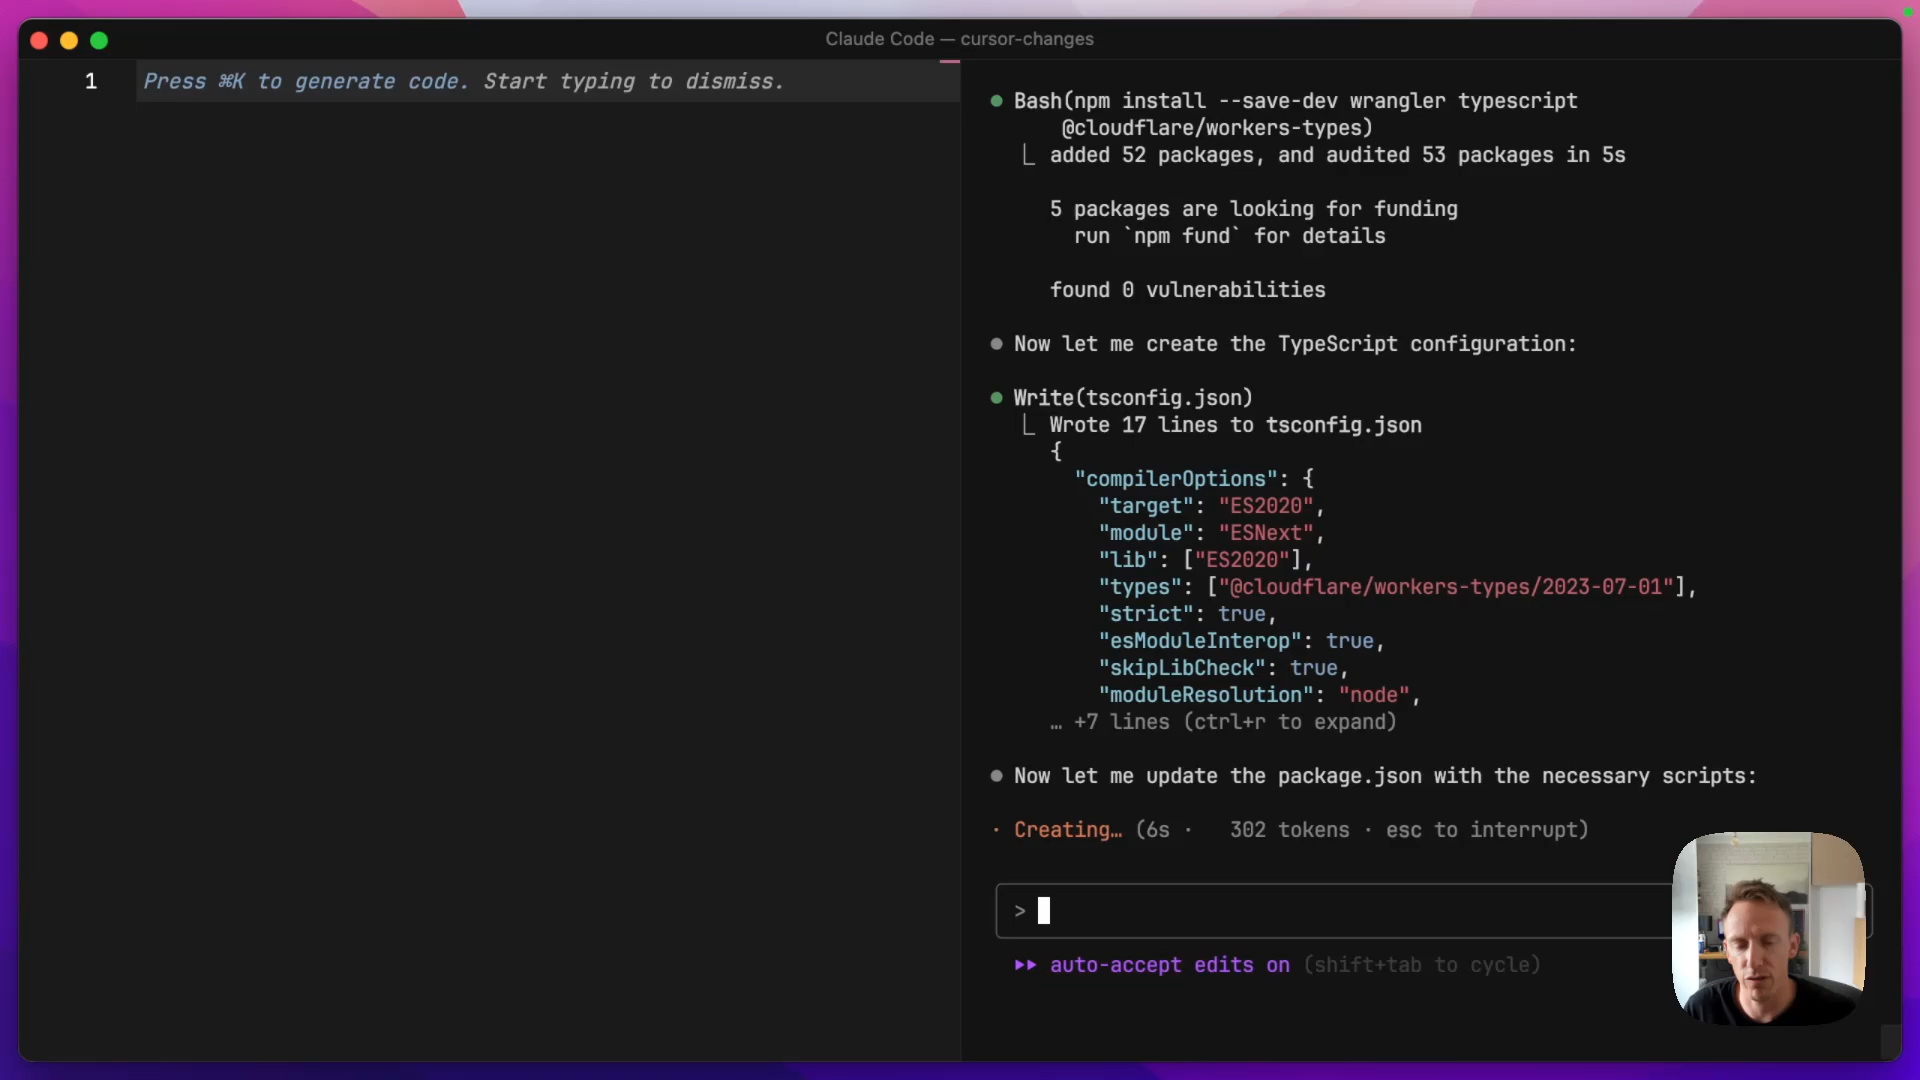 Claude Code — cursor-changes
1 Press ⌘K to generate code. Start typing to dismiss.
Bash(npm install --save-dev wrangler typescript
@cloudflare/workers-types)
added 52 packages, and audited 53 packages in 5s
5 packages are looking for funding
run `npm fund` for details
found 0 vulnerabilities
Now let me create the TypeScript configuration:
Write(tsconfig.json)
Wrote 17 lines to tsconfig.json
{
"compilerOptions": {
"target": "ES2020",
"module": "ESNext",
"lib": ["ES2020"],
"types": ["@cloudflare/workers-types/2023-07-01"],
"strict": true,
"esModuleInterop": true,
"skipLibCheck": true,
"moduleResolution": "node",
… +7 lines (ctrl+r to expand)
Now let me update the package.json with the necessary scripts:
· Creating… (6s · 302 tokens · esc to interrupt)
>
auto-accept edits on (shift+tab to cycle)